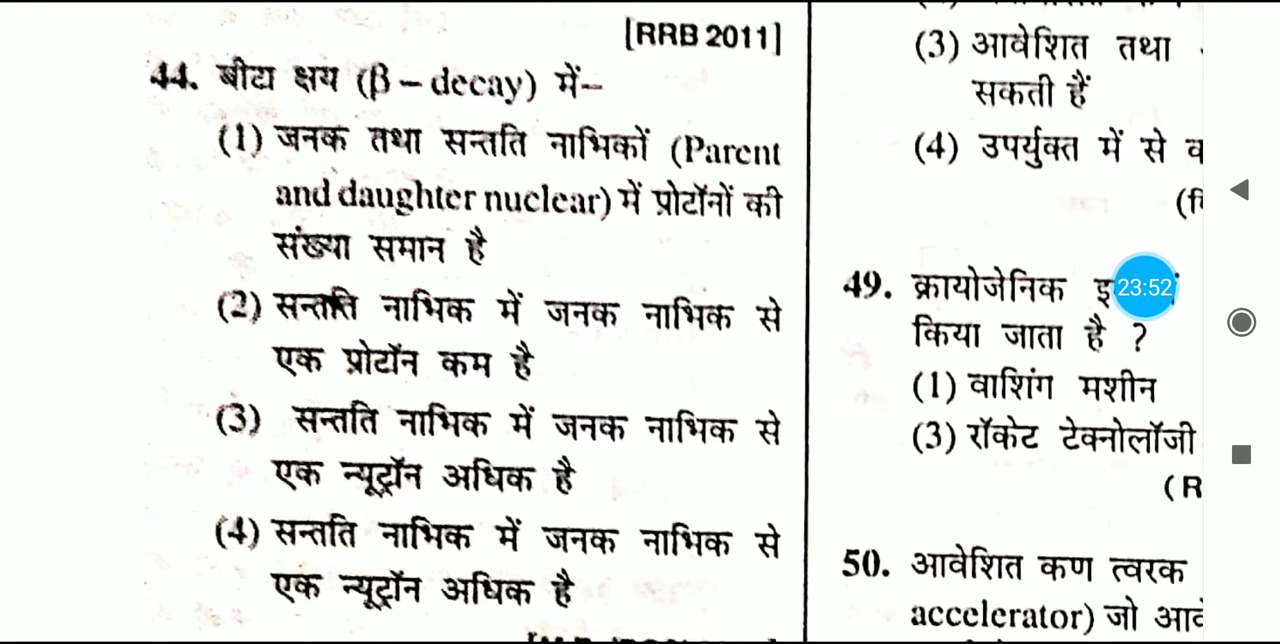 [RRB 2011]
44. बीटा क्षय (β – decay) में–
(1) जनक तथा सन्तति नाभिकों (Parent
and daughter nuclear) में प्रोटॉनों की
संख्या समान है
(2) सन्तति नाभिक में जनक नाभिक से
एक प्रोटॉन कम है
(3) सन्तति नाभिक में जनक नाभिक से
एक न्यूट्रॉन अधिक है
(4) सन्तति नाभिक में जनक नाभिक से
एक न्यूट्रॉन अधिक है
(3) आवेशित तथा
सकती हैं
(4) उपर्युक्त में से
49. क्रायोजेनिक
23:52
किया जाता है ?
(1) वाशिंग मशीन
(3) रॉकेट टेक्नोलॉजी
(R
50. आवेशित कण त्वरक
accelerator) जो